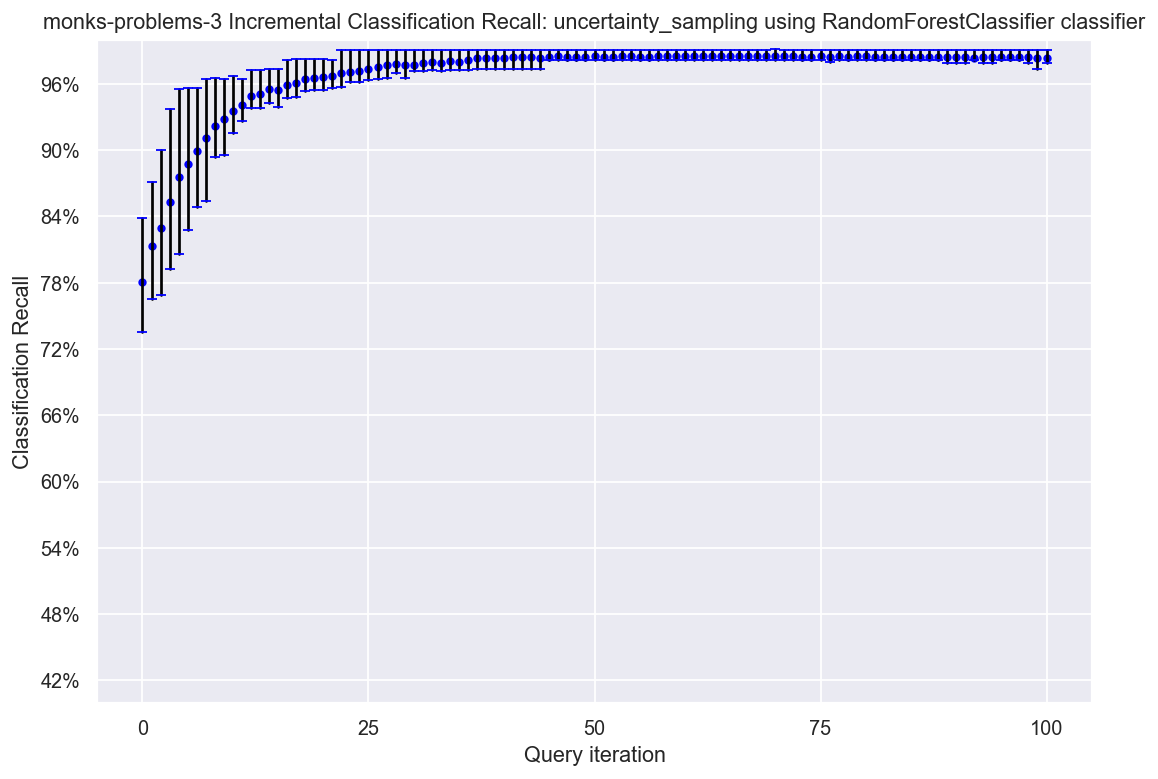 monks-problems-3 Incremental Classification Recall: uncertainty_sampling using RandomForestClassifier classifier
96%
90%
84%
78%
72%
66%
60%
54%
48%
42%
Classification Recall
0 25 50 75 100
Query iteration